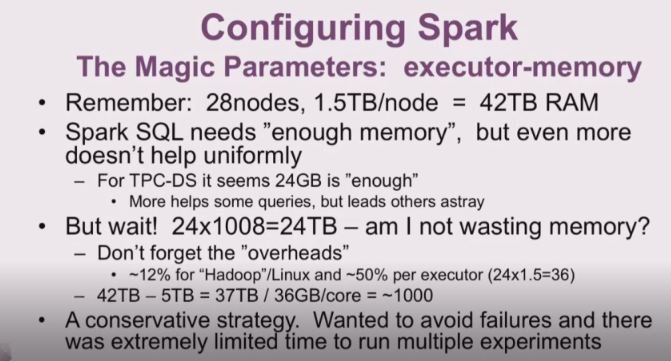 Configuring Spark
The Magic Parameters: executor-memory
• Remember: 28nodes, 1.5TB/node = 42TB RAM
• Spark SQL needs ”enough memory”, but even more
doesn’t help uniformly
– For TPC-DS it seems 24GB is ”enough”
• More helps some queries, but leads others astray
• But wait! 24x1008=24TB – am I not wasting memory?
– Don’t forget the ”overheads”
• ~12% for “Hadoop”/Linux and ~50% per executor (24x1.5=36)
– 42TB – 5TB = 37TB / 36GB/core = ~1000
• A conservative strategy. Wanted to avoid failures and there
was extremely limited time to run multiple experiments